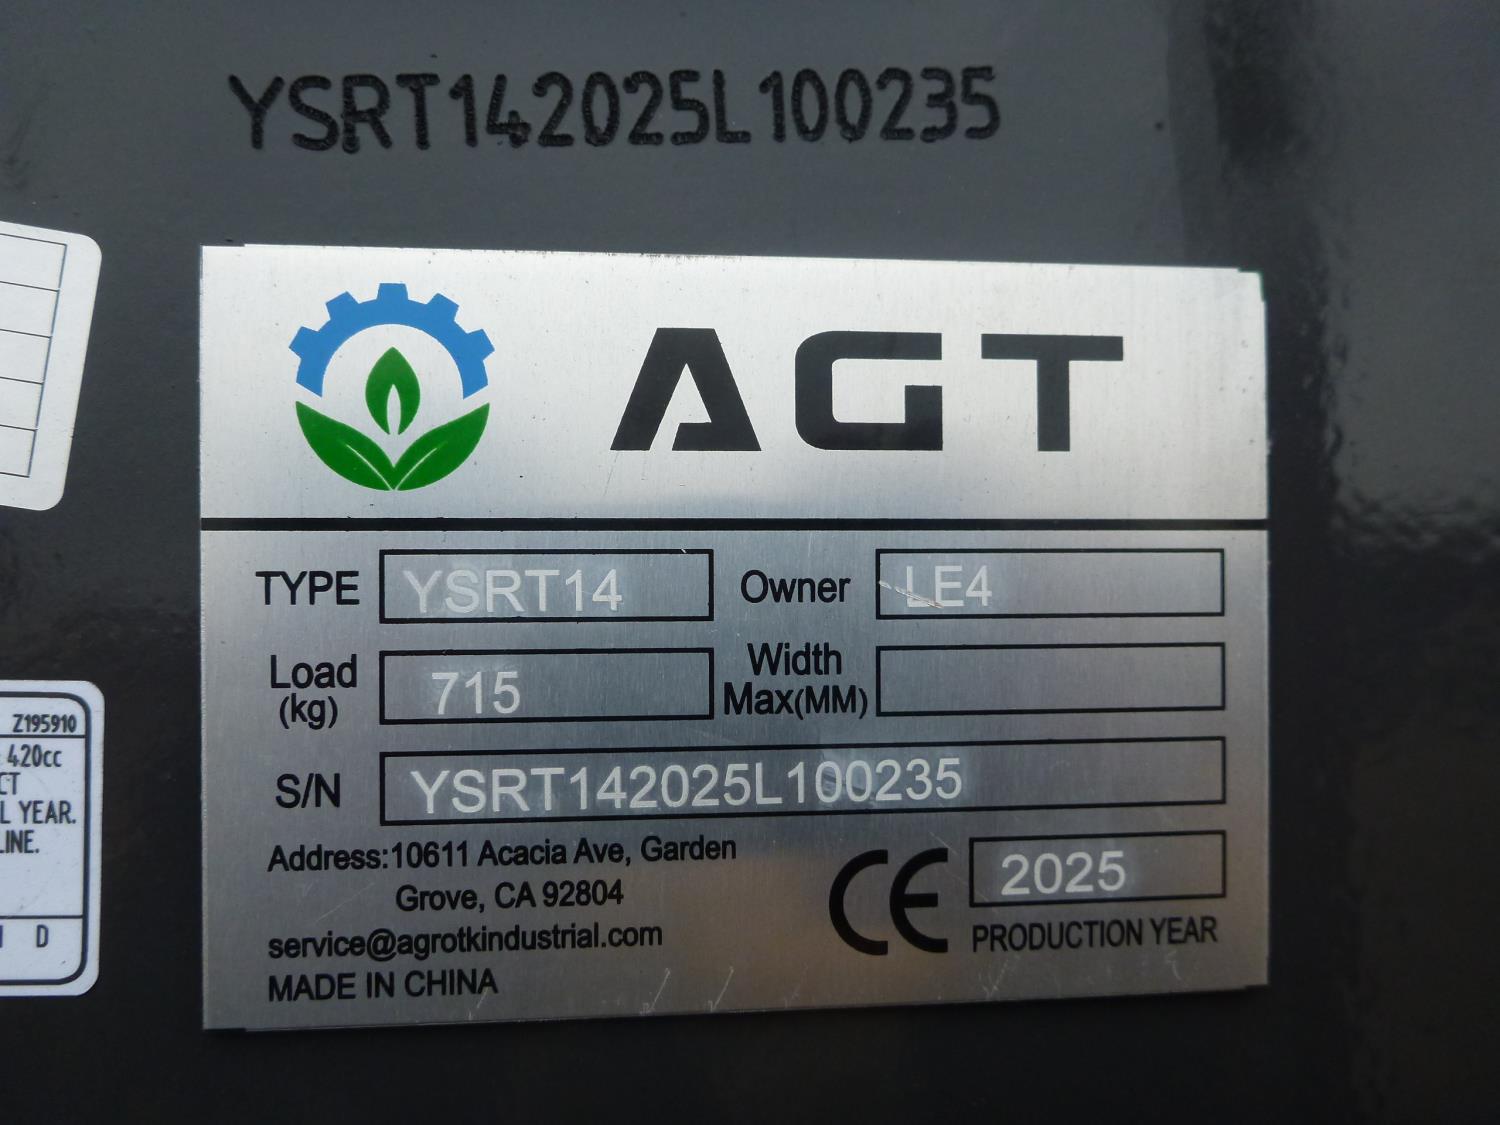 YSRT142025L100235
AGT
TYPE YSRT14 Owner LE4
Load (kg) 715 Width Max(MM)
S/N YSRT142025L100235
Address:10611 Acacia Ave, Garden
Grove, CA 92804
service@agrotkindustrial.com
MADE IN CHINA
CE 2025
PRODUCTION YEAR
Z195910
420cc
L YEAR.
LINE.
D